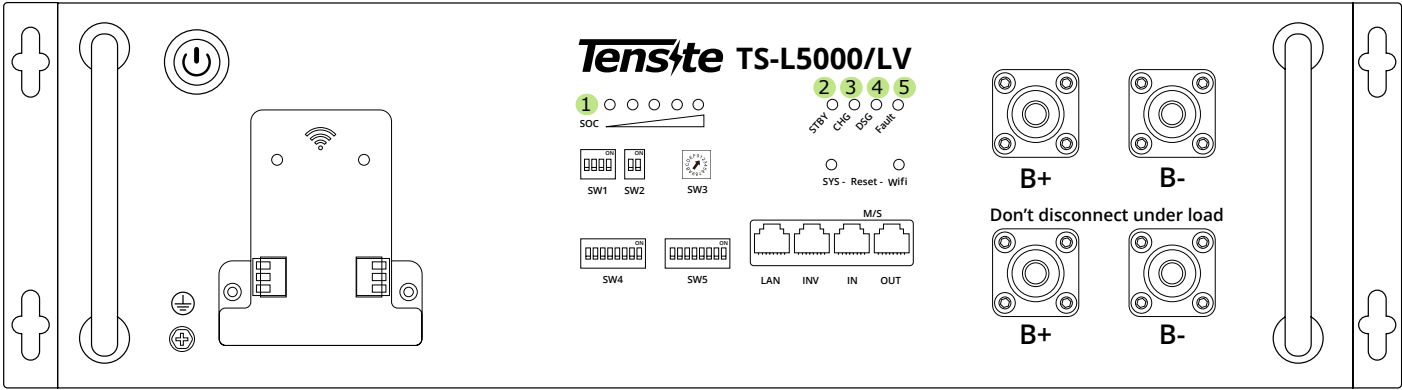 Tensite TS-L5000/LV
1 2 3 4 5
SOC STBY CHG DSG Fault
ON ON
SW1 SW2 SW3
SYS - Reset - Wifi
B+ B-
M/S
Don't disconnect under load
ON ON
SW4 SW5
LAN INV IN OUT
B+ B-